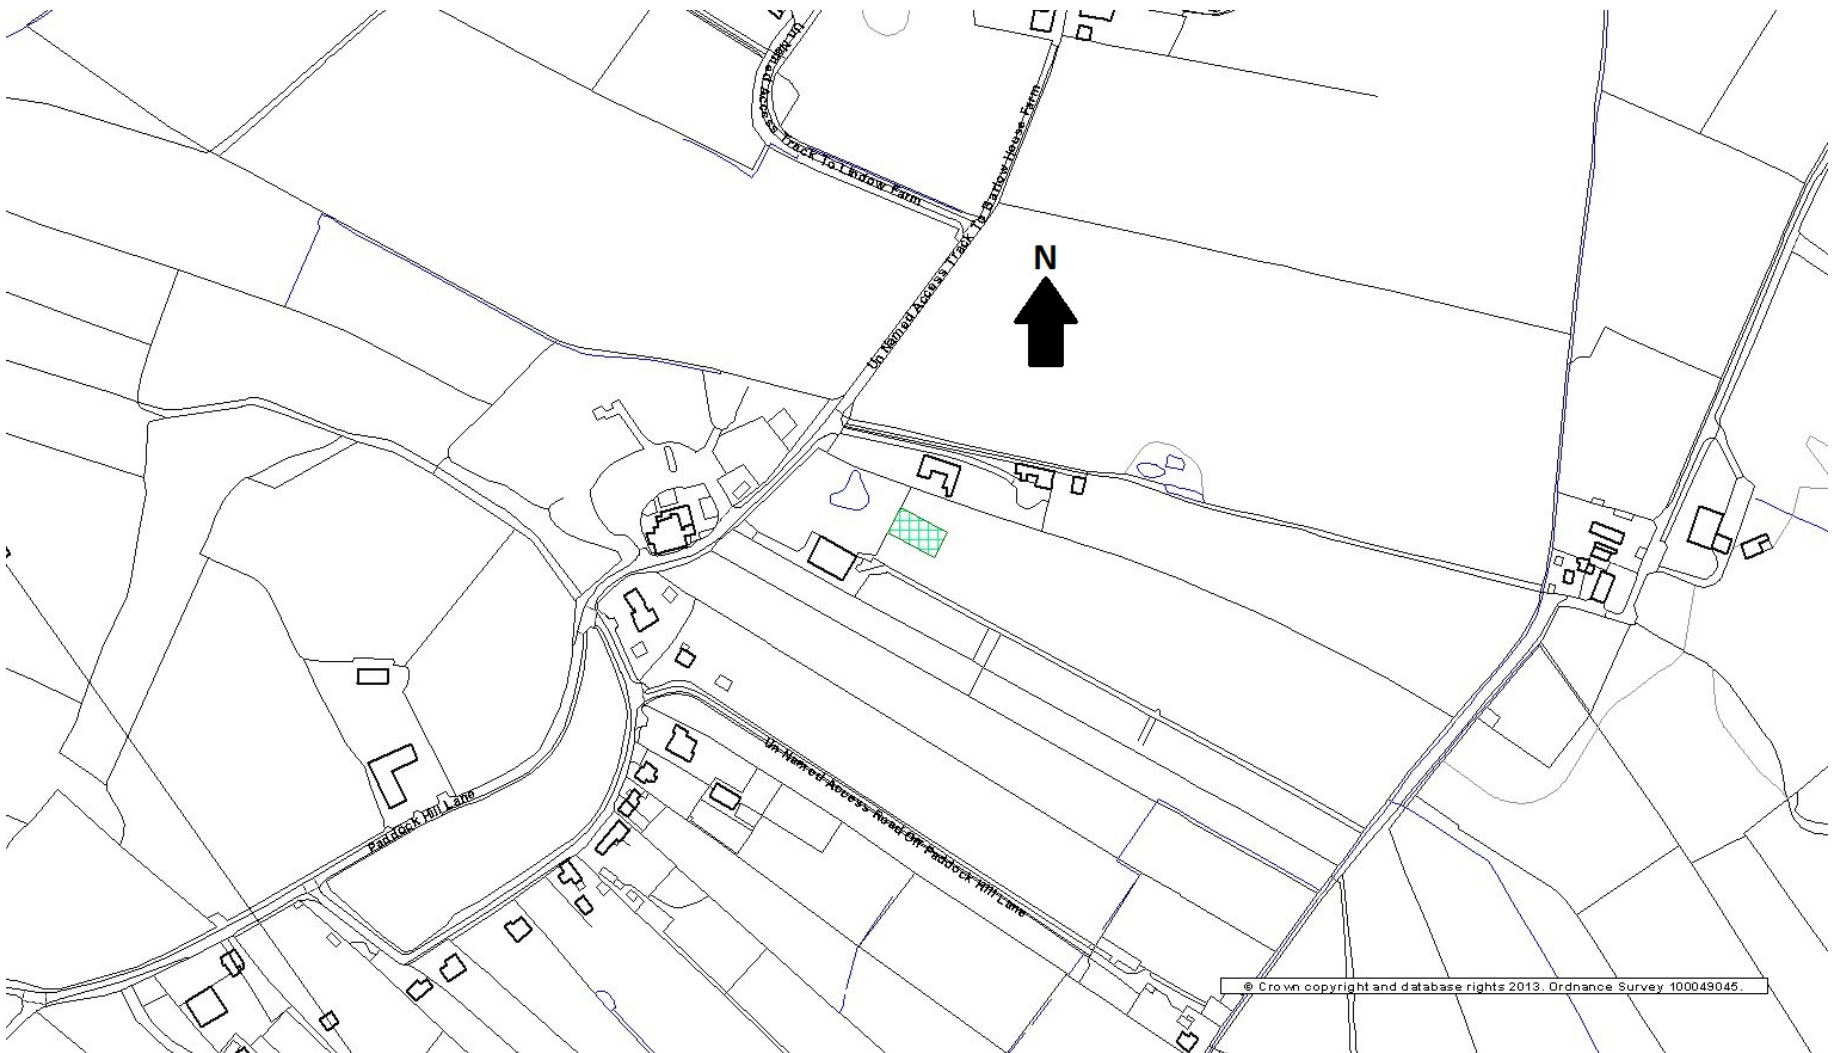 Un Named Access Track To Lindow Farm
Un Named Access Track To Barlow House Farm
N
Un Named Access Road Off Paddock Hill Lane
Paddock Hill Lane
© Crown copyright and database rights 2013. Ordnance Survey 100049045.